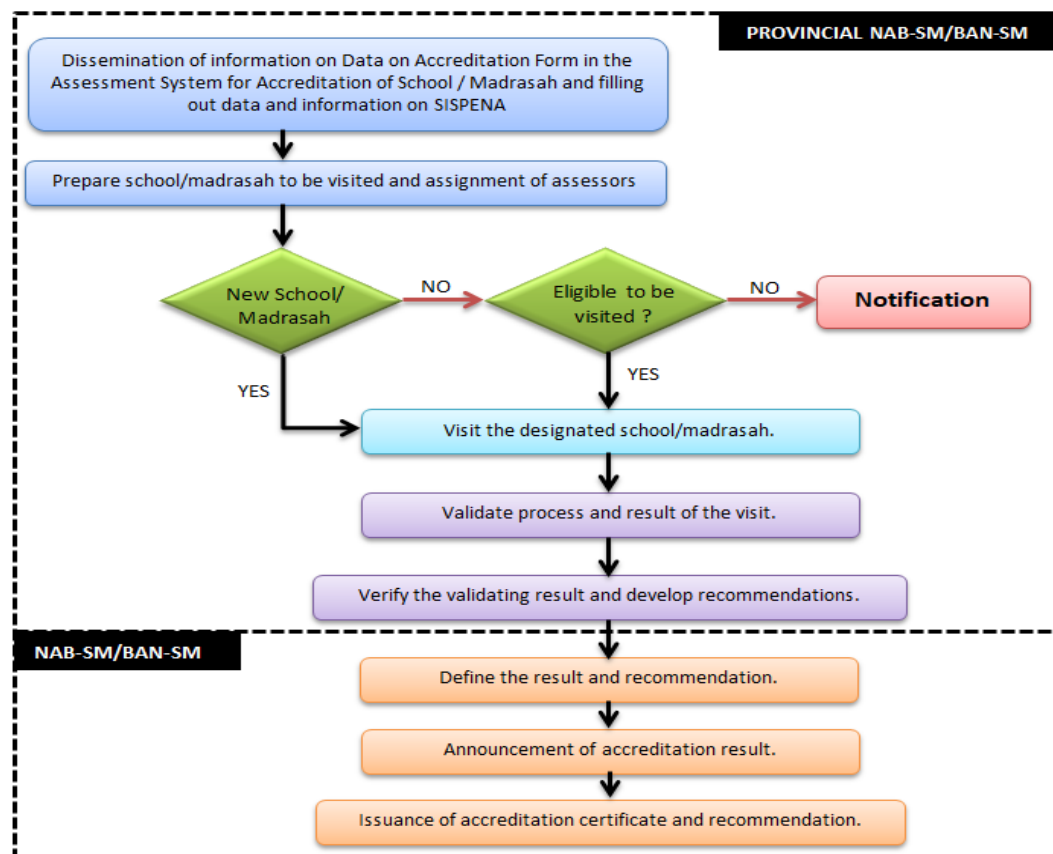 PROVINCIAL NAB-SM/BAN-SM
Dissemination of information on Data on Accreditation Form in the
Assessment System for Accreditation of School / Madrasah and filling
out data and information on SISPENA
Prepare school/madrasah to be visited and assignment of assessors
New School/
Madrasah
NO
Eligible to be
visited ?
NO
Notification
YES
YES
Visit the designated school/madrasah.
Validate process and result of the visit.
Verify the validating result and develop recommendations.
NAB-SM/BAN-SM
Define the result and recommendation.
Announcement of accreditation result.
Issuance of accreditation certificate and recommendation.